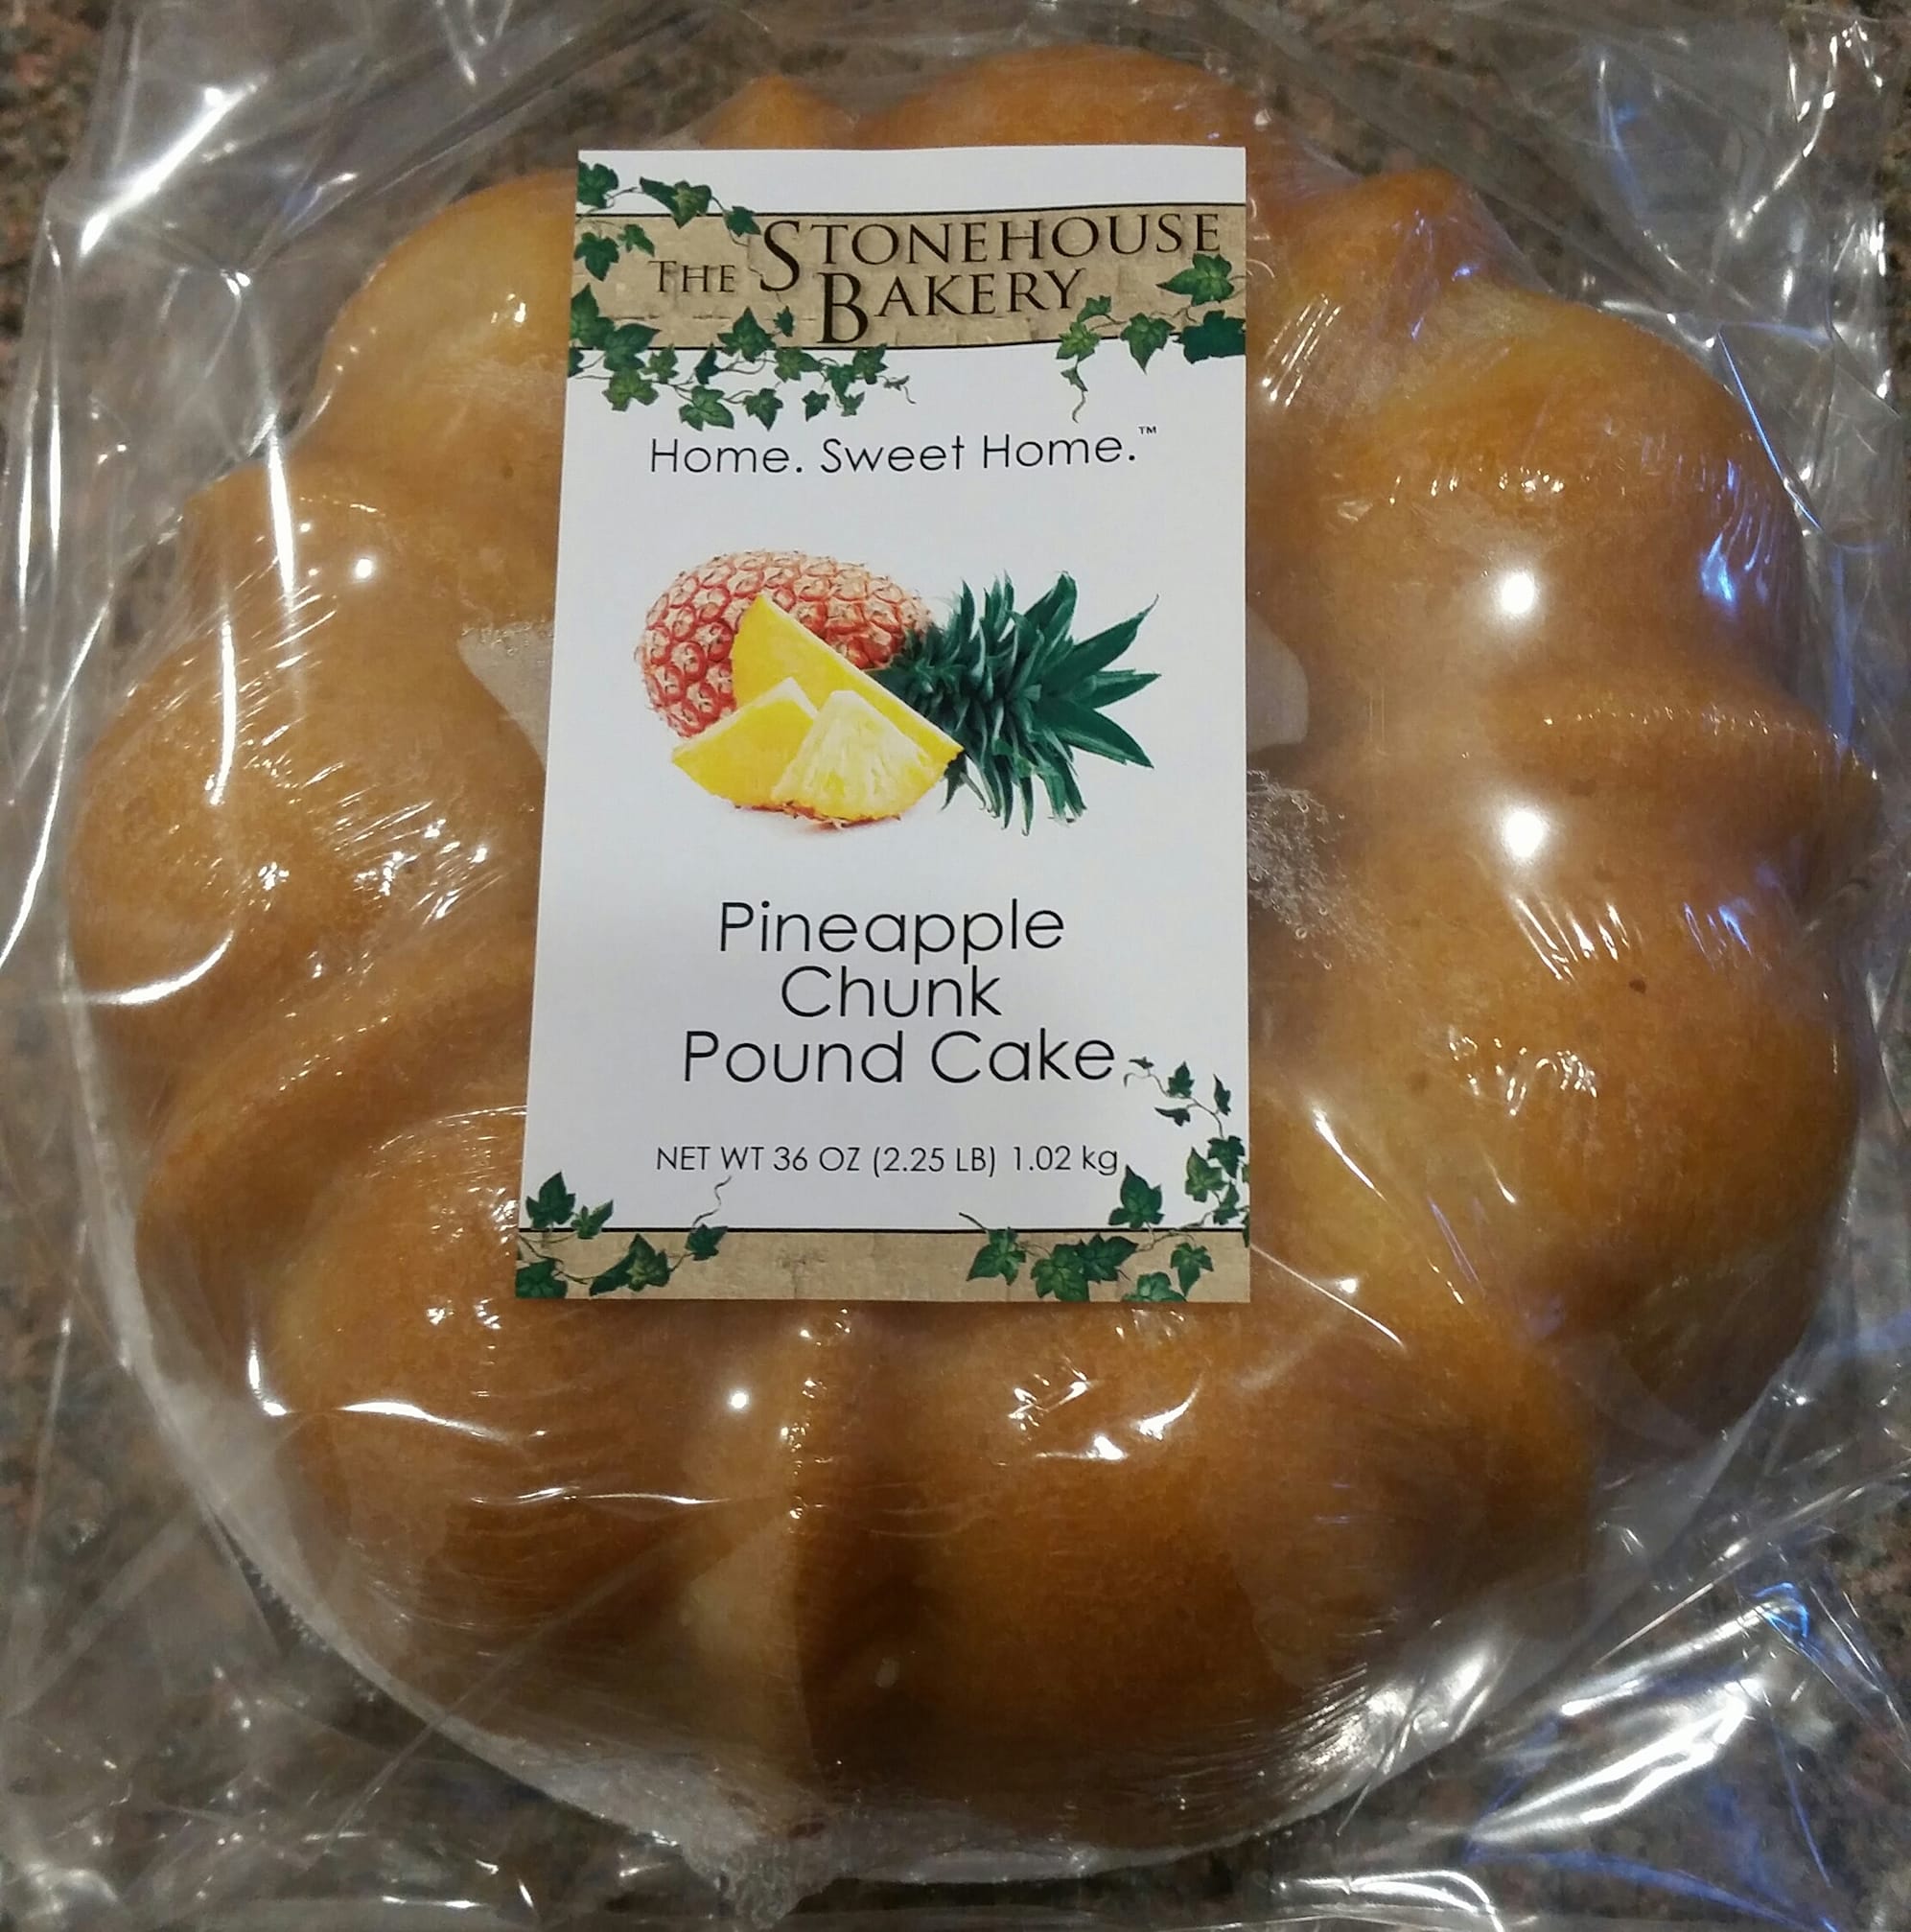 THE STONEHOUSE
BAKERY
Home. Sweet Home.™
Pineapple
Chunk
Pound Cake
NET WT 36 OZ (2.25 LB) 1.02 kg